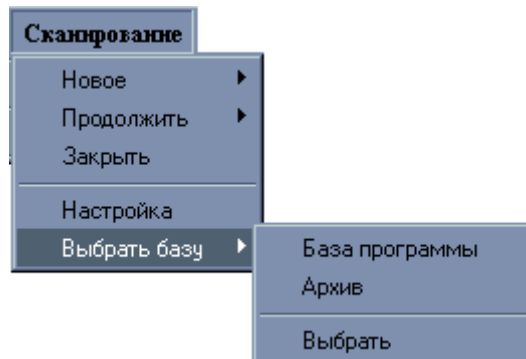 Сканирование
Новое
Продолжить
Закрыть
Настройка
Выбрать базу
База программы
Архив
Выбрать